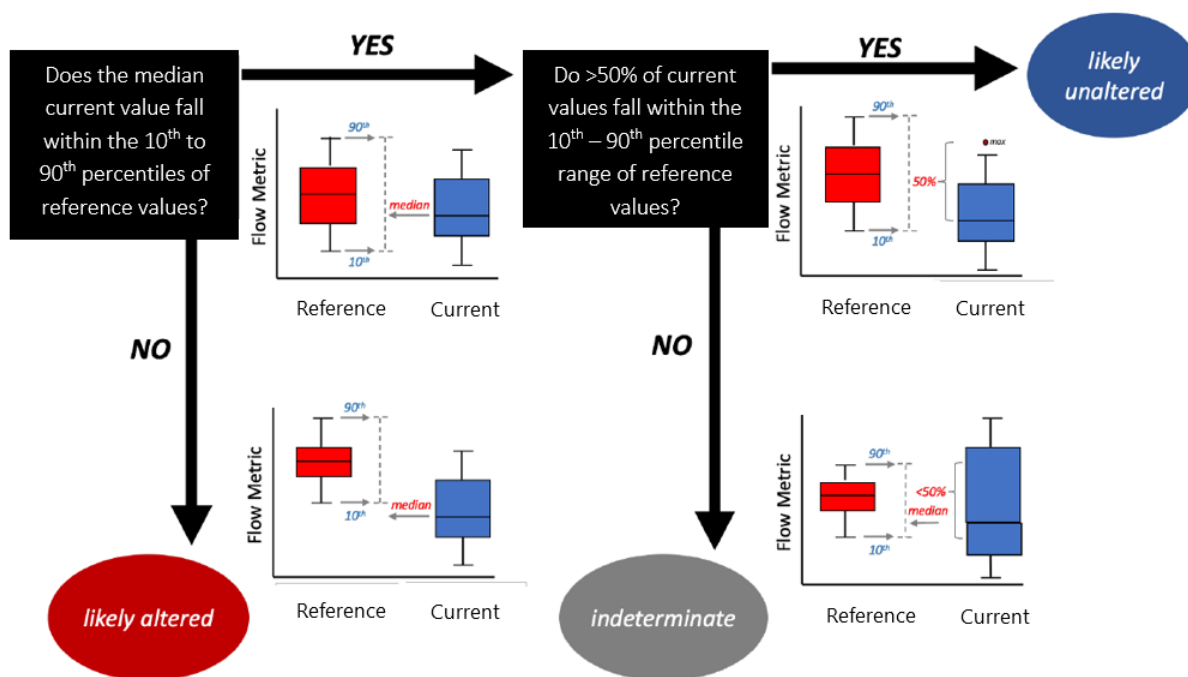 YES
YES
Does the median
current value fall
within the 10th to
90th percentiles of
reference values?
Do >50% of current
values fall within the
10th – 90th percentile
range of reference
values?
likely
unaltered
Flow Metric
90th
median
10th
Reference
Current
Flow Metric
90th
max
50%
10th
Reference
Current
NO
NO
Flow Metric
90th
10th
median
Reference
Current
Flow Metric
90th
<50%
median
10th
Reference
Current
likely altered
indeterminate